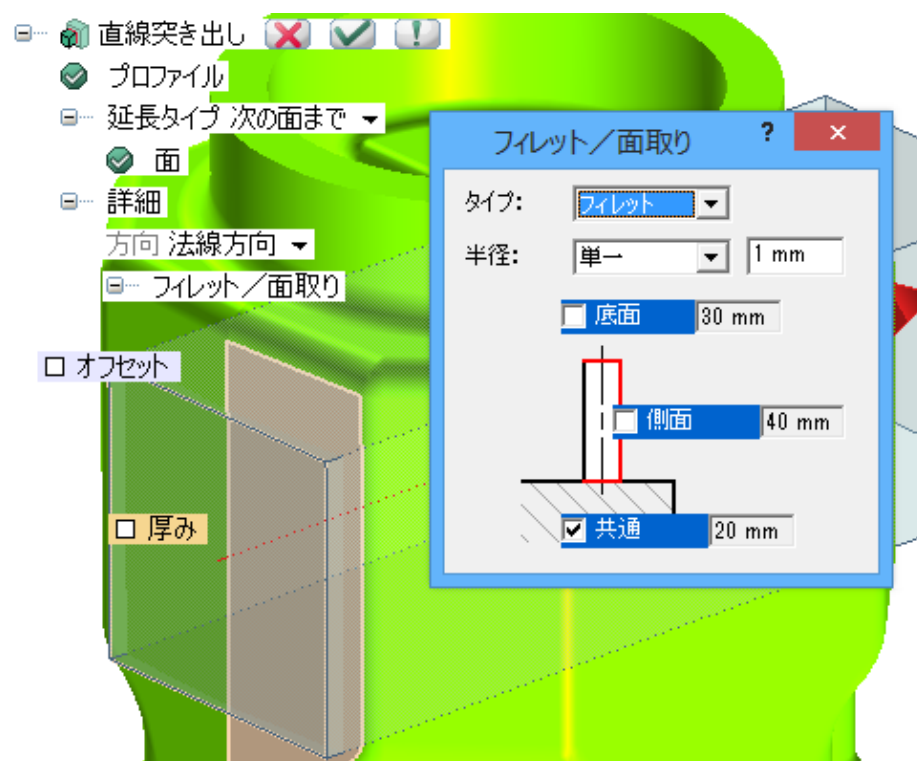 直線突き出し
プロファイル
延長タイプ 次の面まで
面
詳細
方向 法線方向
フィレット／面取り
オフセット
厚み
フィレット／面取り ?
タイプ: フィレット
半径: 単一 1 mm
底面 30 mm
側面 40 mm
共通 20 mm